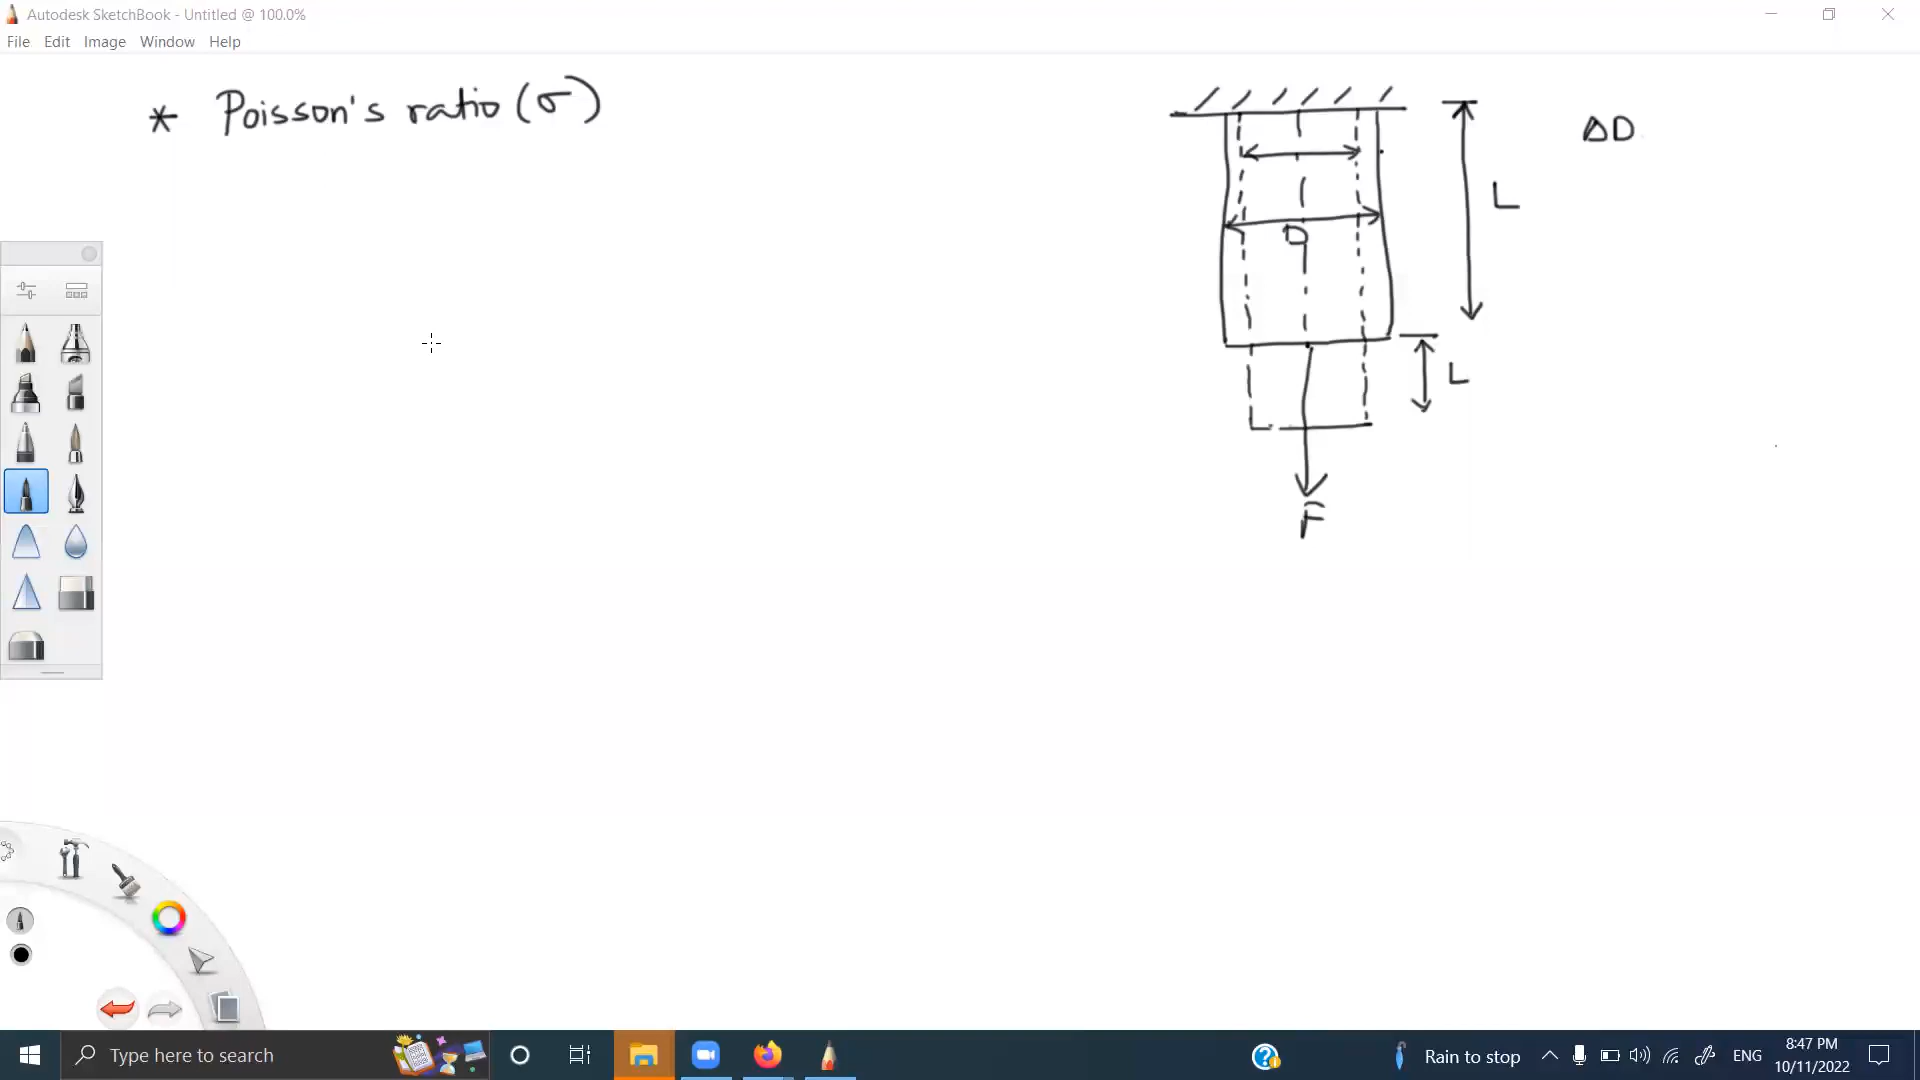 Autodesk SketchBook - Untitled @ 100.0%
File Edit Image Window Help
* Poisson's ratio (σ)
ΔD
L
D
L
F
Type here to search
Rain to stop
ENG
8:47 PM
10/11/2022